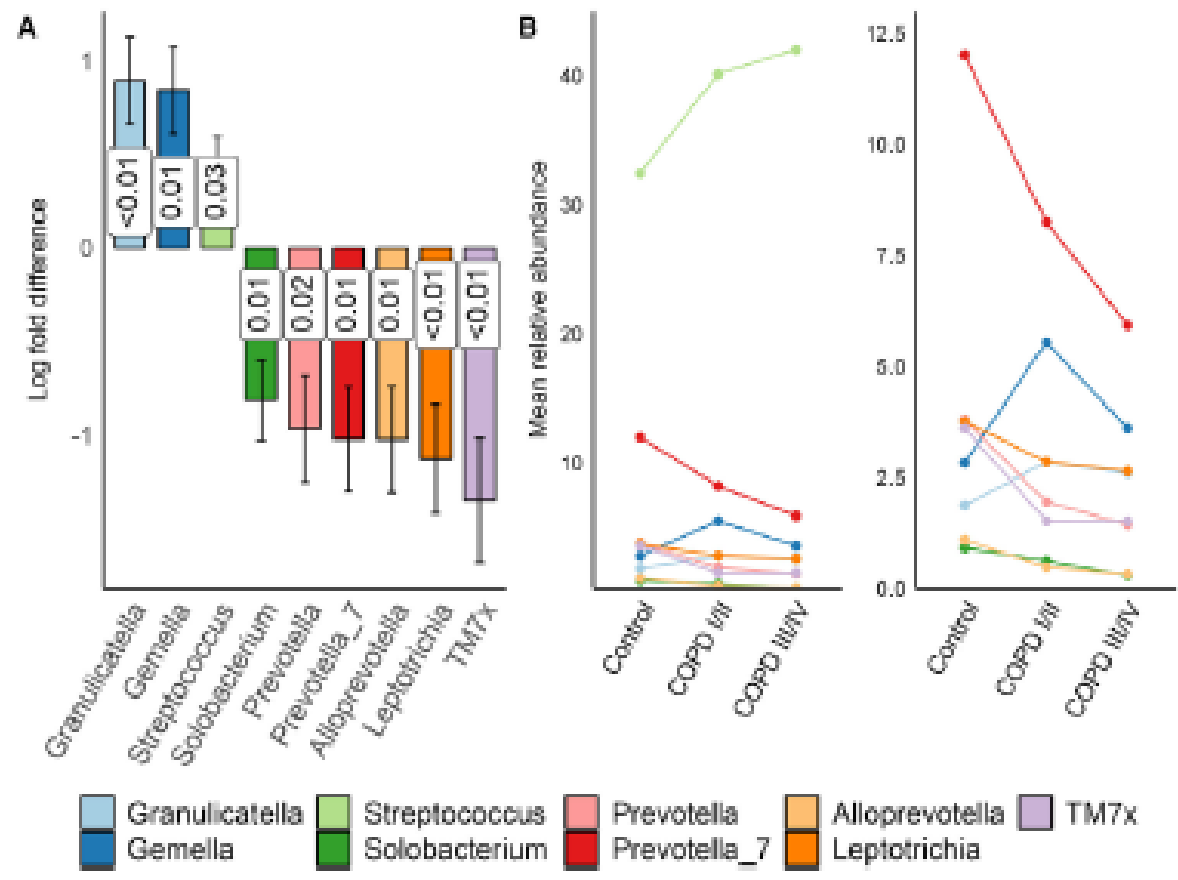 A
Log fold difference
1
0
-1
<0.01
0.01
0.03
0.01
0.02
0.01
0.01
<0.01
<0.01
Granulicatella
Gemella
Streptococcus
Solobacterium
Prevotella
Prevotella_7
Alloprevotella
Leptotrichia
TM7x
B
Mean relative abundance
40
30
20
10
Control
COPD I/II
COPD III/IV
12.5
10.0
7.5
5.0
2.5
0.0
Control
COPD I/II
COPD III/IV
Granulicatella Streptococcus Prevotella Alloprevotella TM7x
Gemella Solobacterium Prevotella_7 Leptotrichia